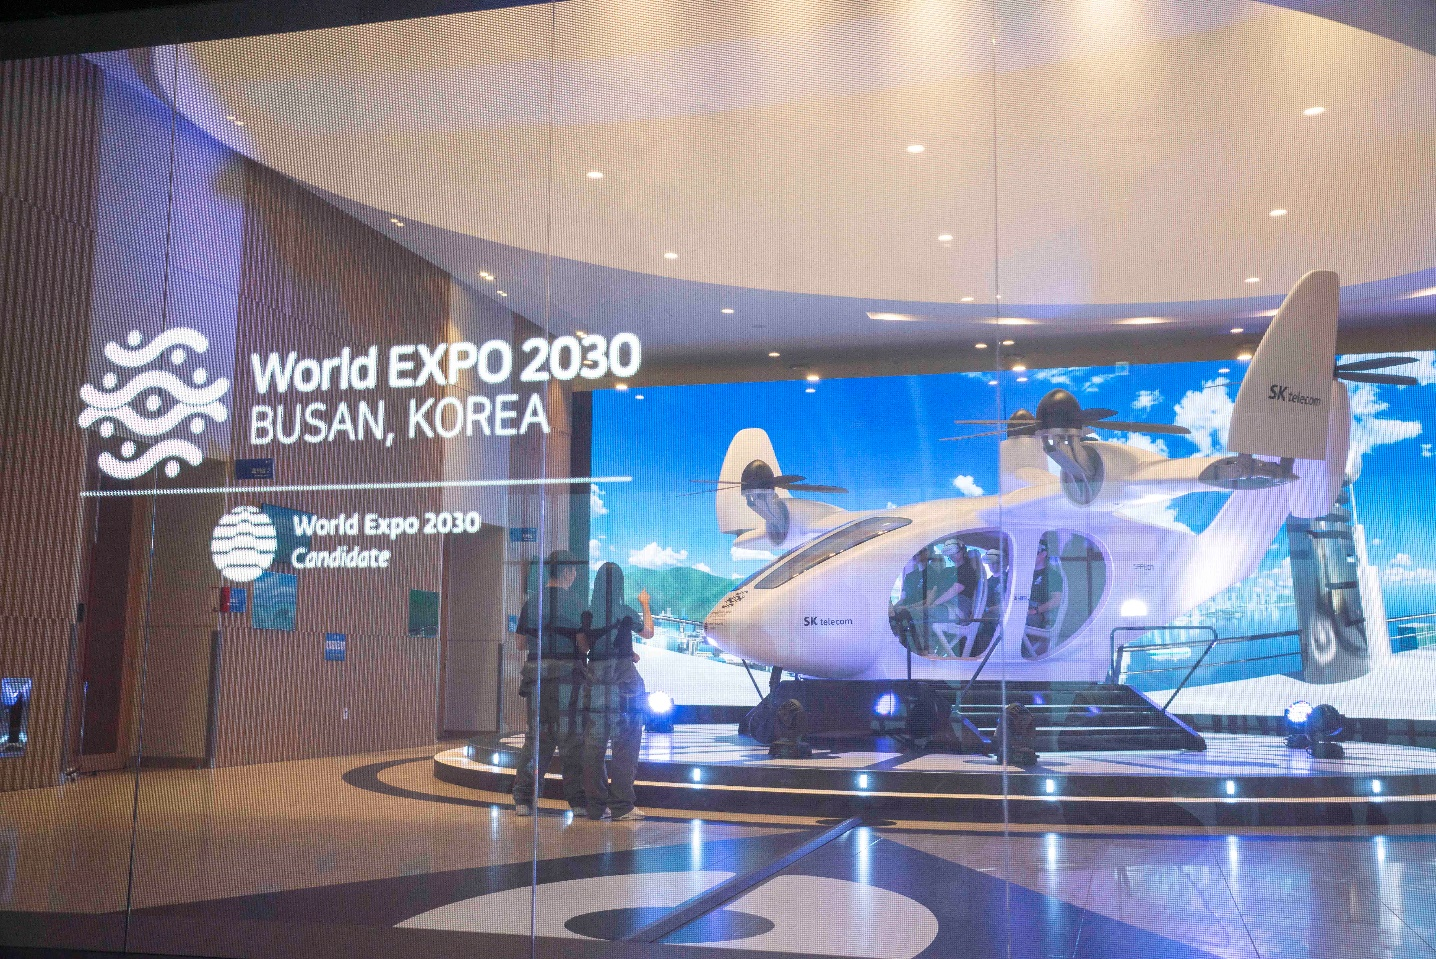 World EXPO 2030
BUSAN, KOREA
World Expo 2030
Candidate
SK telecom
SK telecom